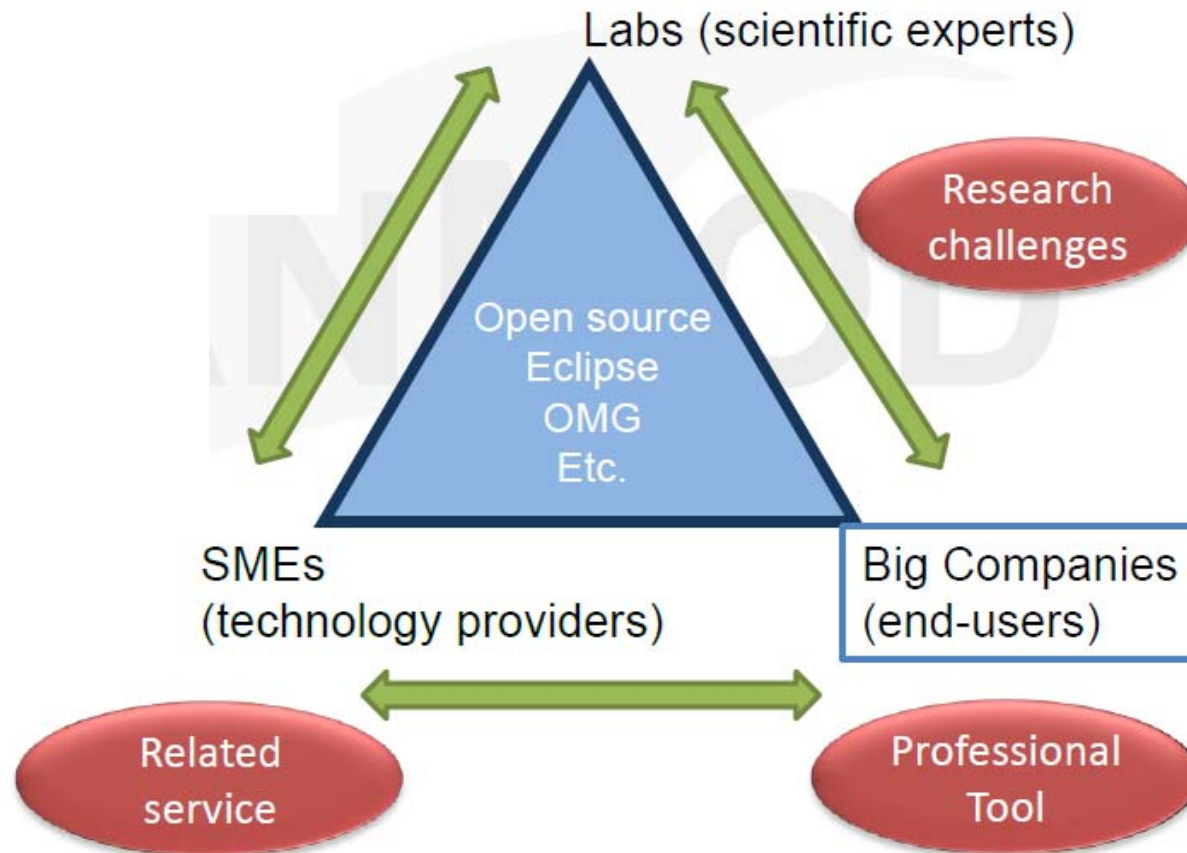 Labs (scientific experts)
Research
challenges
Open source
Eclipse
OMG
Etc.
SMEs
(technology providers)
Big Companies
(end-users)
Related
service
Professional
Tool